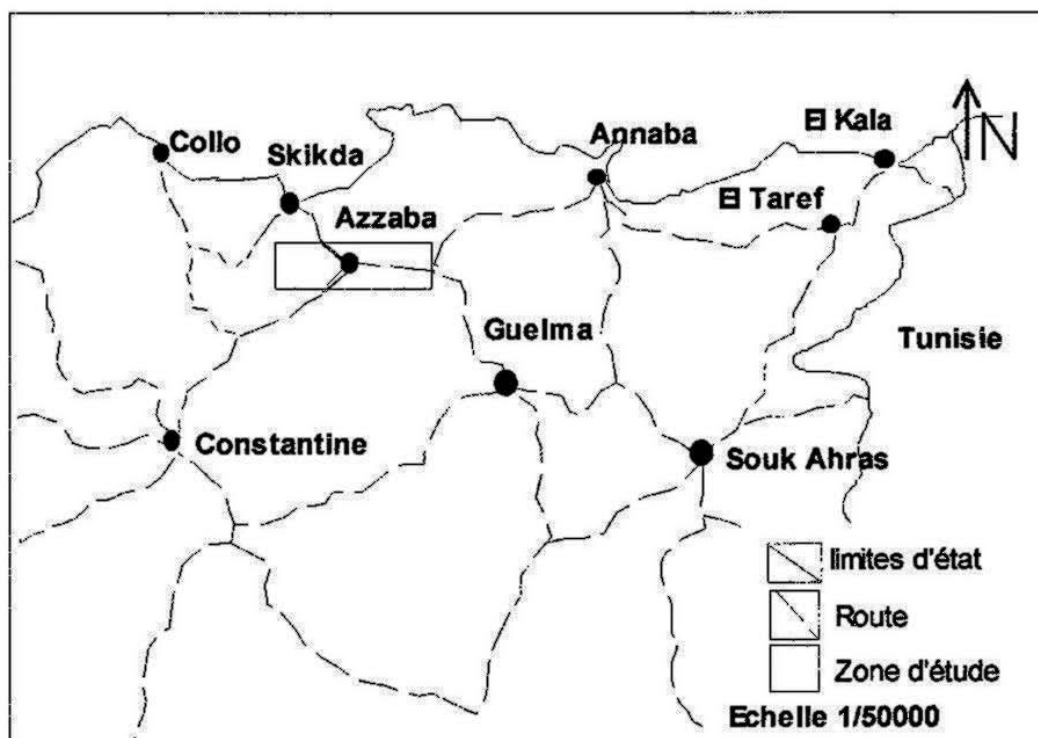 El Kala
Annaba
N
Collo
Skikda
El Taref
Azzaba
Guelma
Tunisie
Constantine
Souk Ahras
limites d'état
Route
Zone d'étude
Echelle 1/50000